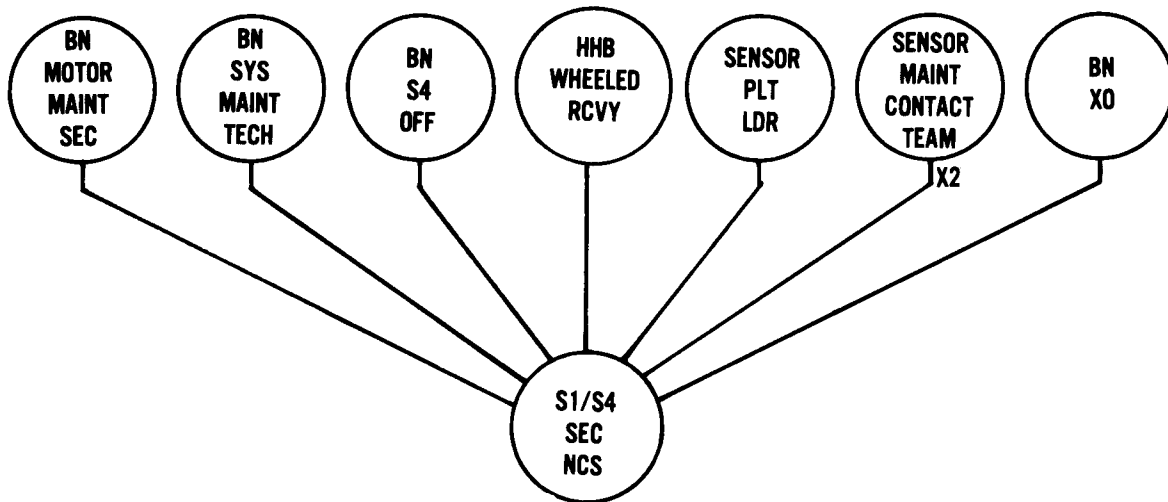 BN
MOTOR
MAINT
SEC
BN
SYS
MAINT
TECH
BN
S4
OFF
HHB
WHEELED
RCVY
SENSOR
PLT
LDR
SENSOR
MAINT
CONTACT
TEAM
X2
BN
XO
S1/S4
SEC
NCS